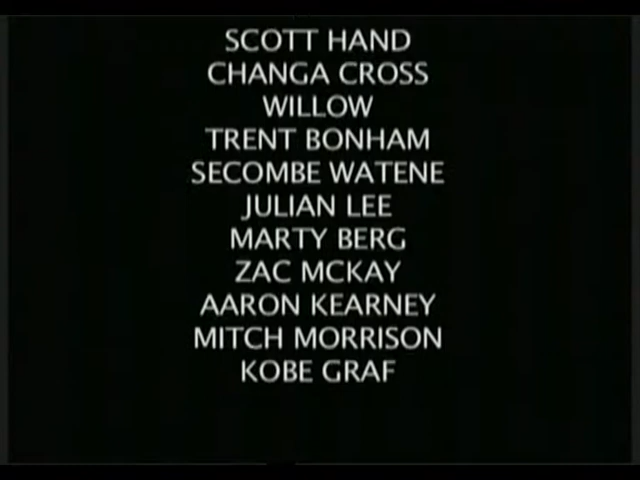 SCOTT HAND
CHANGA CROSS
WILLOW
TRENT BONHAM
SECOMBE WATENE
JULIAN LEE
MARTY BERG
ZAC MCKAY
AARON KEARNEY
MITCH MORRISON
KOBE GRAF